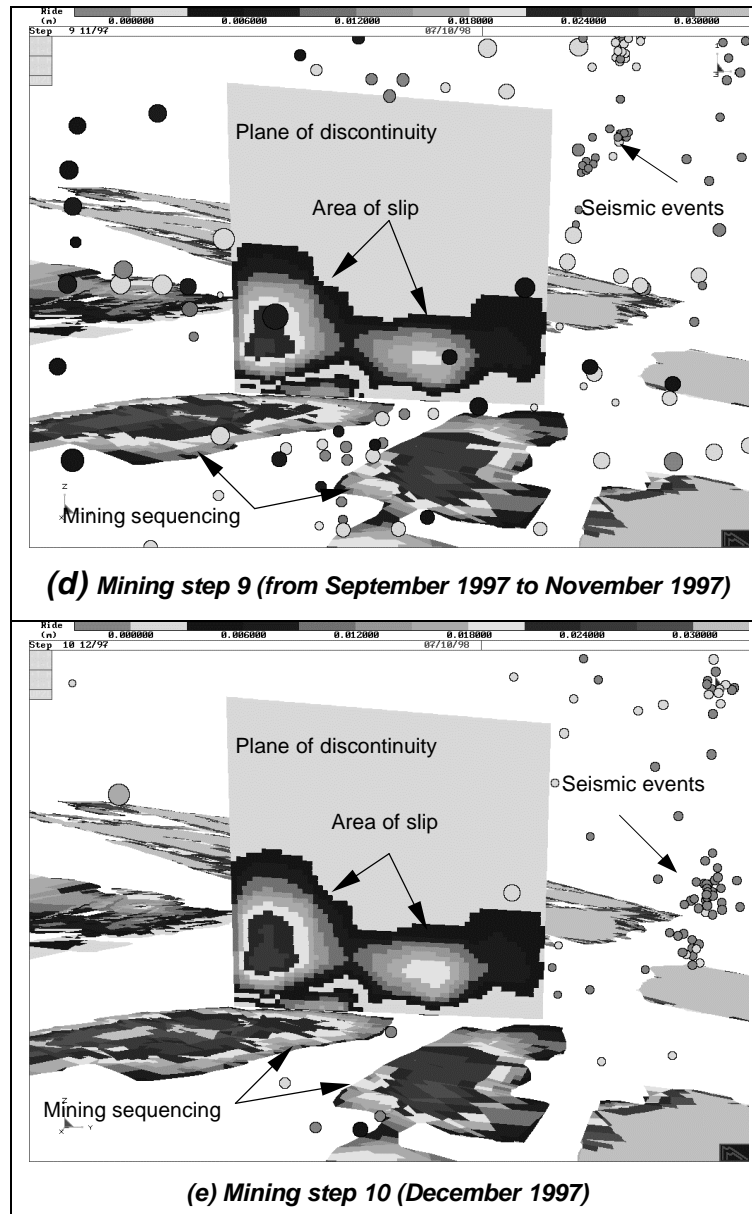 Ride 0.000000 0.006000 0.012000 0.018000 0.024000 0.030000
(m)
Step 9 11/97 07/10/98
Plane of discontinuity
Area of slip
Seismic events
Z
X
Mining sequencing
(d) Mining step 9 (from September 1997 to November 1997)
Ride 0.000000 0.006000 0.012000 0.018000 0.024000 0.030000
(m)
Step 10 12/97 07/10/98
Plane of discontinuity
Seismic events
Area of slip
Mining sequencing
Z
X Y
(e) Mining step 10 (December 1997)